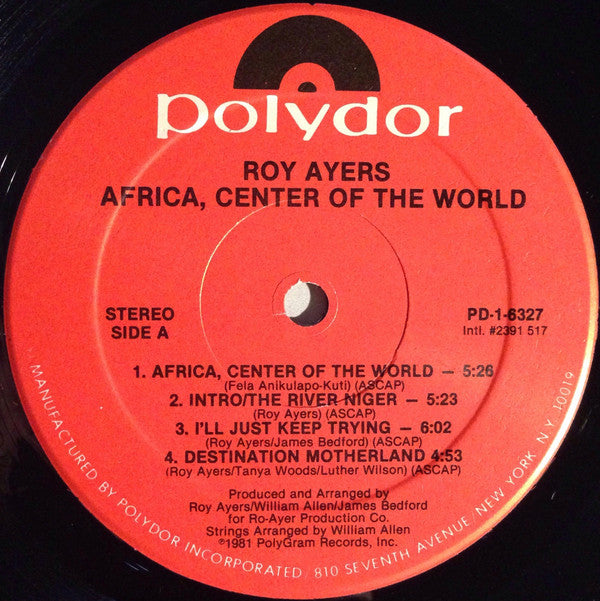 polydor
ROY AYERS
AFRICA, CENTER OF THE WORLD
STEREO
SIDE A
PD-1-6327
Intl. #2391 517
1. AFRICA, CENTER OF THE WORLD – 5:26
(Fela Anikulapo-Kuti) (ASCAP)
2. INTRO/THE RIVER NIGER – 5:23
(Roy Ayers) (ASCAP)
3. I'LL JUST KEEP TRYING – 6:02
(Roy Ayers/James Bedford) (ASCAP)
4. DESTINATION MOTHERLAND 4:53
(Roy Ayers/Tanya Woods/Luther Wilson) (ASCAP)
Produced and Arranged by
Roy Ayers/William Allen/James Bedford
for Ro-Ayer Production Co.
Strings Arranged by William Allen
℗1981 PolyGram Records, Inc.
MANUFACTURED BY POLYDOR INCORPORATED. 810 SEVENTH AVENUE/NEW YORK N.Y. 10019